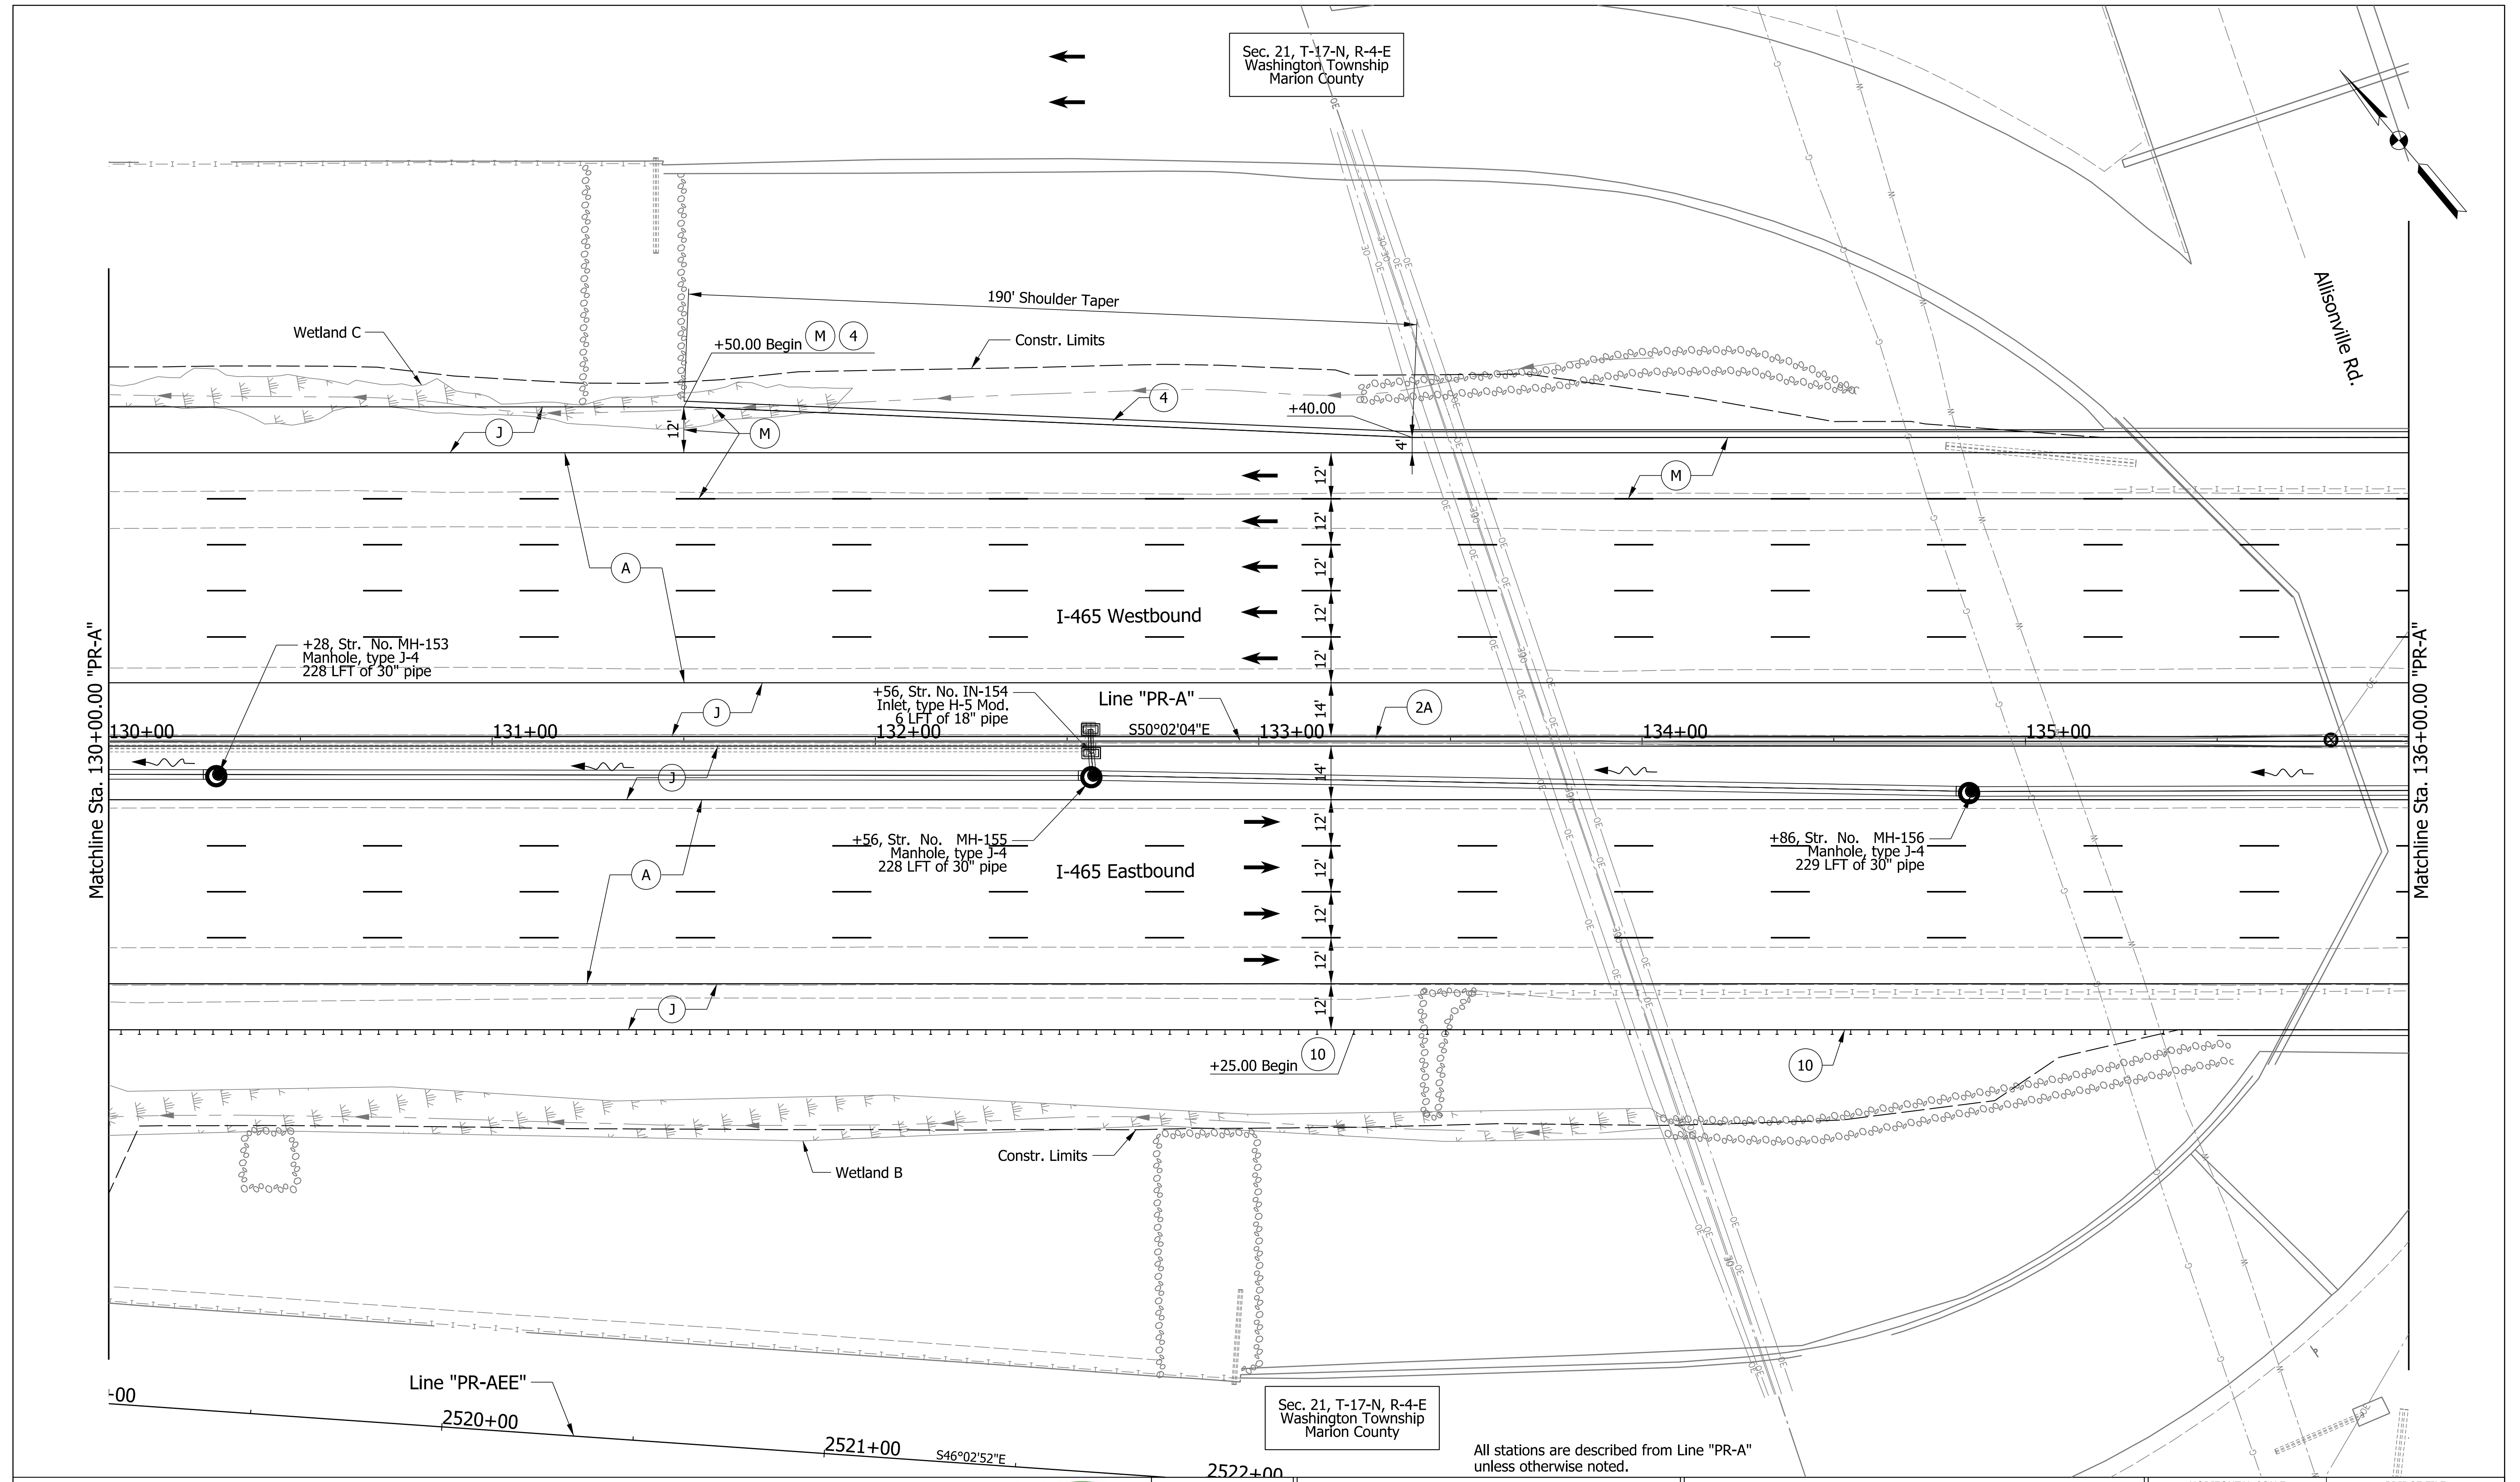 Sec. 21, T-17-N, R-4-E
Washington Township
Marion County
Allisonville Rd.
190' Shoulder Taper
Wetland C
+50.00 Begin M 4
Constr. Limits
4
+40.00
J
12'
M
4'
M
12'
12'
A
12'
I-465 Westbound
12'
12'
Matchline Sta. 130+00.00 "PR-A"
Matchline Sta. 136+00.00 "PR-A"
+28, Str. No. MH-153
Manhole, type J-4
228 LFT of 30" pipe
+56, Str. No. IN-154
Inlet, type H-5 Mod.
6 LFT of 18" pipe
Line "PR-A"
14'
2A
J
130+00
131+00
132+00
S50°02'04"E
133+00
134+00
135+00
J
14'
+56, Str. No. MH-155
Manhole, type J-4
228 LFT of 30" pipe
+86, Str. No. MH-156
Manhole, type J-4
229 LFT of 30" pipe
12'
A
I-465 Eastbound
12'
12'
12'
J
12'
+25.00 Begin 10
10
Constr. Limits
Wetland B
Line "PR-AEE"
+00
2520+00
2521+00
S46°02'52"E
2522+00
Sec. 21, T-17-N, R-4-E
Washington Township
Marion County
All stations are described from Line "PR-A"
unless otherwise noted.